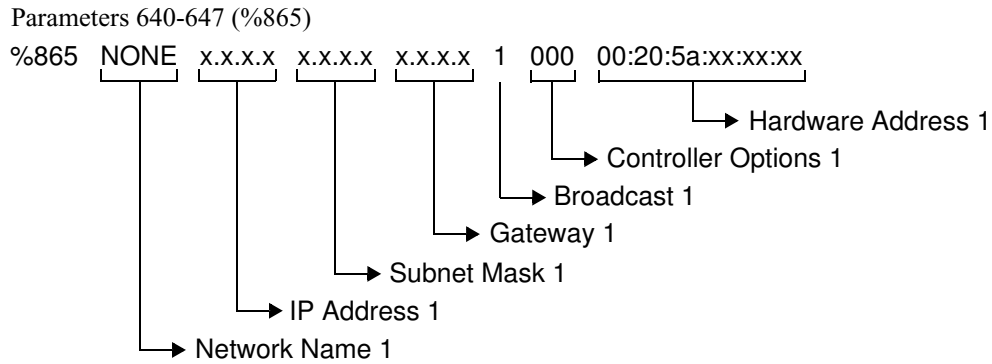 Parameters 640-647 (%865)
%865 NONE x.x.x.x x.x.x.x x.x.x.x 1 000 00:20:5a:xx:xx:xx
Hardware Address 1
Controller Options 1
Broadcast 1
Gateway 1
Subnet Mask 1
IP Address 1
Network Name 1